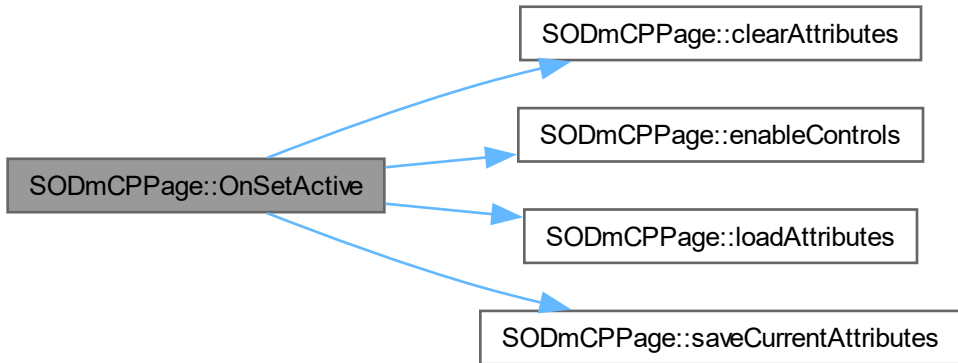 SODmCPPage::clearAttributes
SODmCPPage::enableControls
SODmCPPage::OnSetActive
SODmCPPage::loadAttributes
SODmCPPage::saveCurrentAttributes